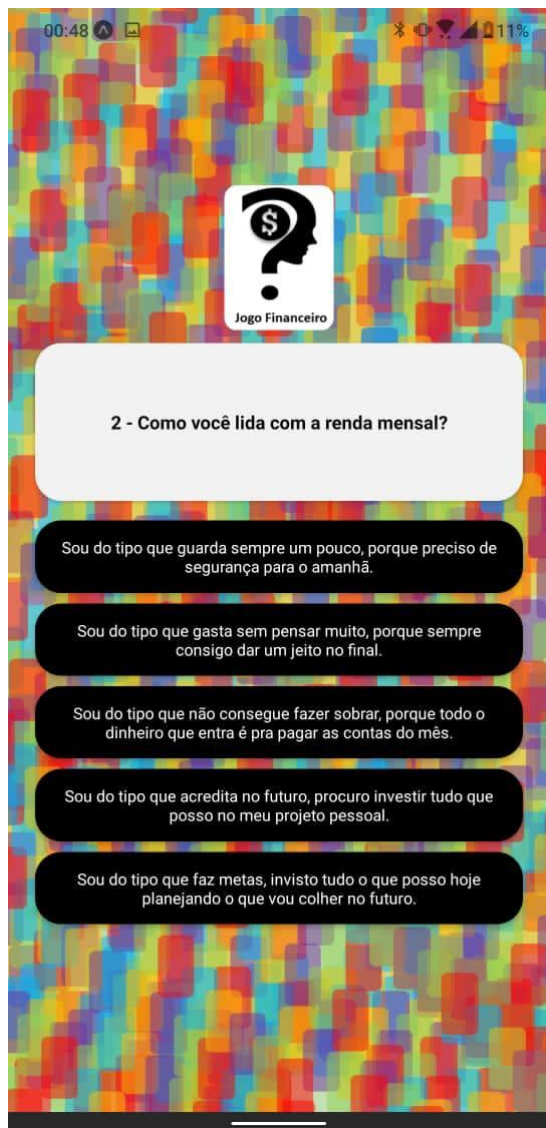 00:48
11%
$
Jogo Financeiro
2 - Como você lida com a renda mensal?
Sou do tipo que guarda sempre um pouco, porque preciso de
segurança para o amanhã.
Sou do tipo que gasta sem pensar muito, porque sempre
consigo dar um jeito no final.
Sou do tipo que não consegue fazer sobrar, porque todo o
dinheiro que entra é pra pagar as contas do mês.
Sou do tipo que acredita no futuro, procuro investir tudo que
posso no meu projeto pessoal.
Sou do tipo que faz metas, invisto tudo o que posso hoje
planejando o que vou colher no futuro.